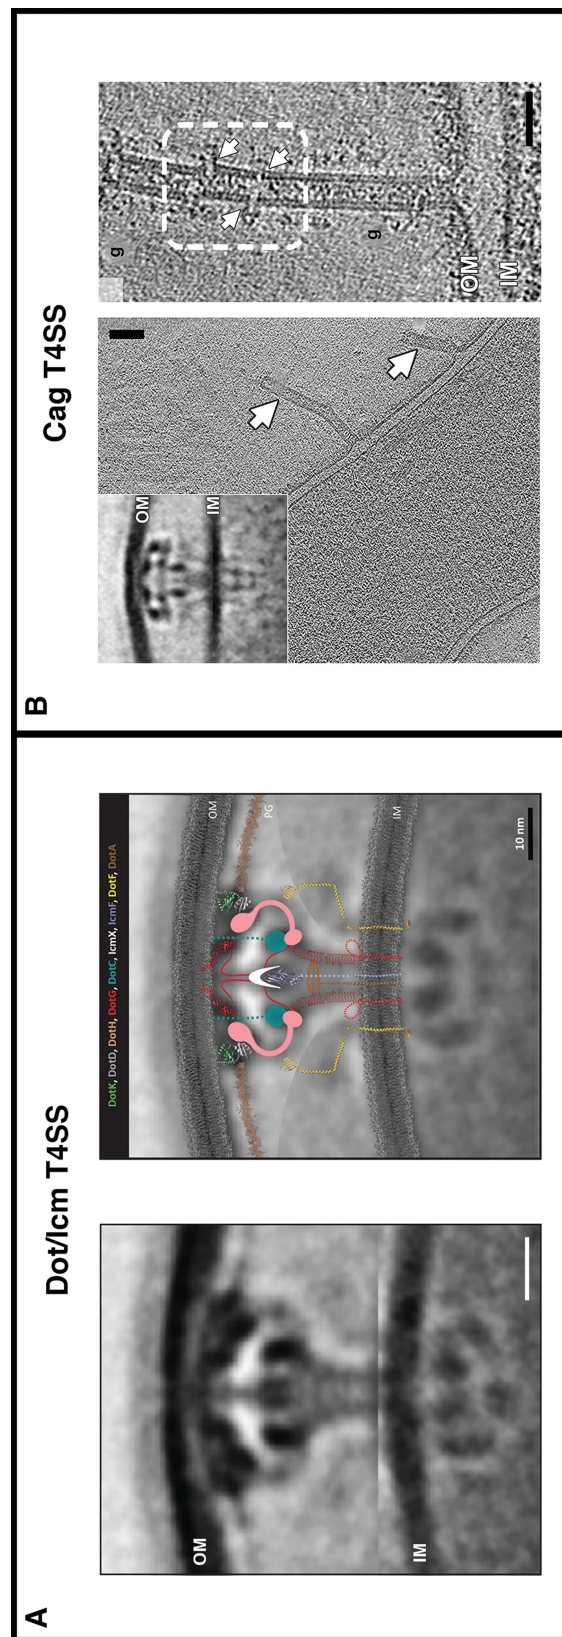 A
Dot/Icm T4SS
OM
IM
DotK, DotD, DotH, DotG, DotC, IcmX, IcmF, DotF, DotA
OM
PG
IM
10 nm
B
Cag T4SS
OM
IM
g
g
OM
IM